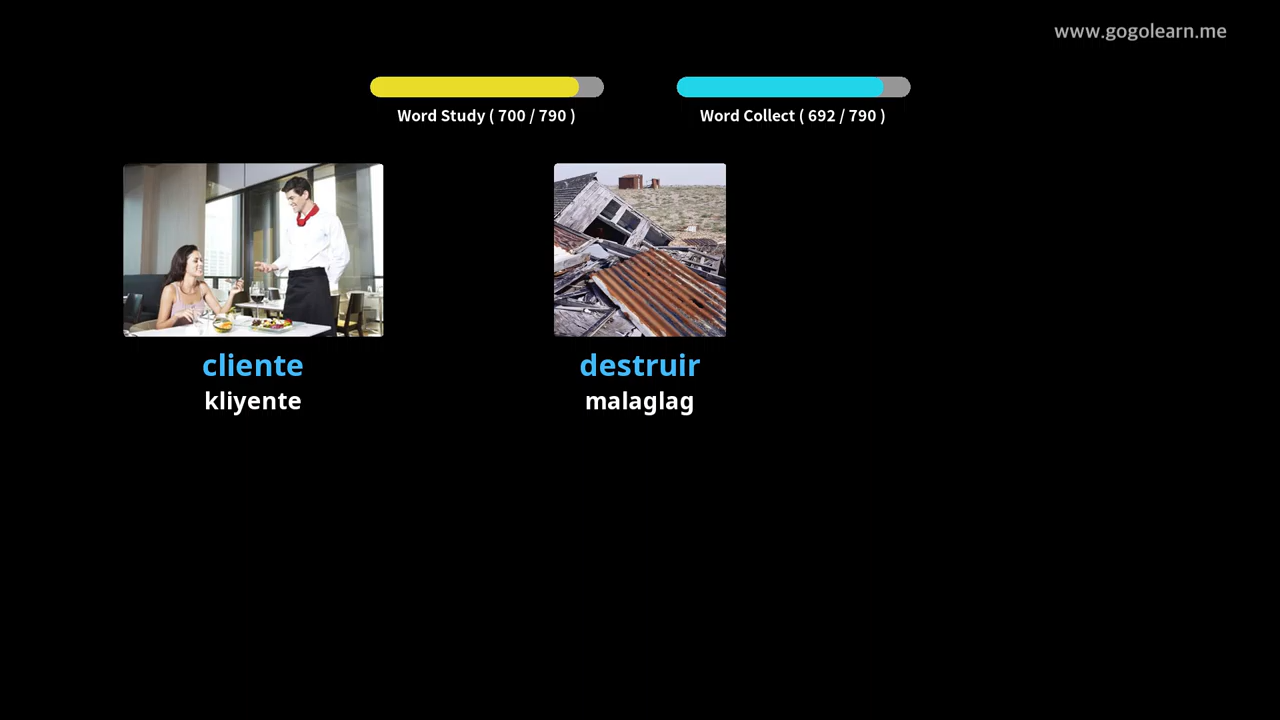 www.gogolearn.me
Word Study ( 700 / 790 )
Word Collect ( 692 / 790 )
cliente
kliyente
destruir
malaglag